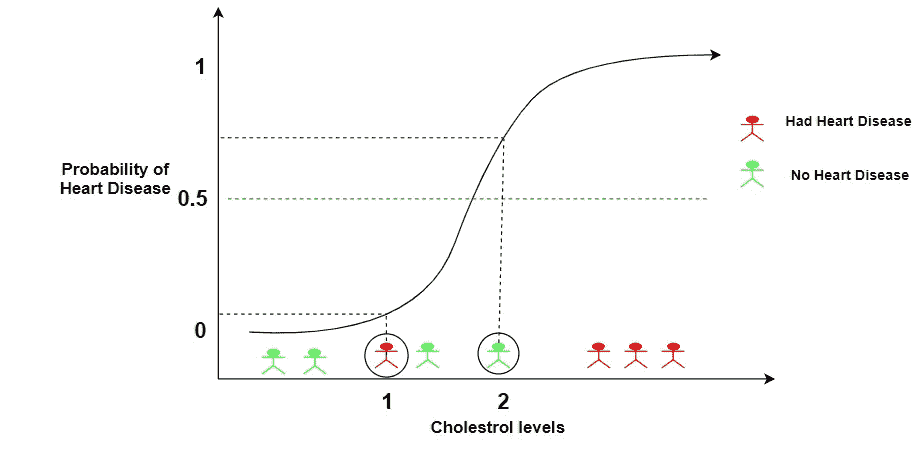 1
Probability of
Heart Disease
0.5
0
1
2
Cholestrol levels
Had Heart Disease
No Heart Disease